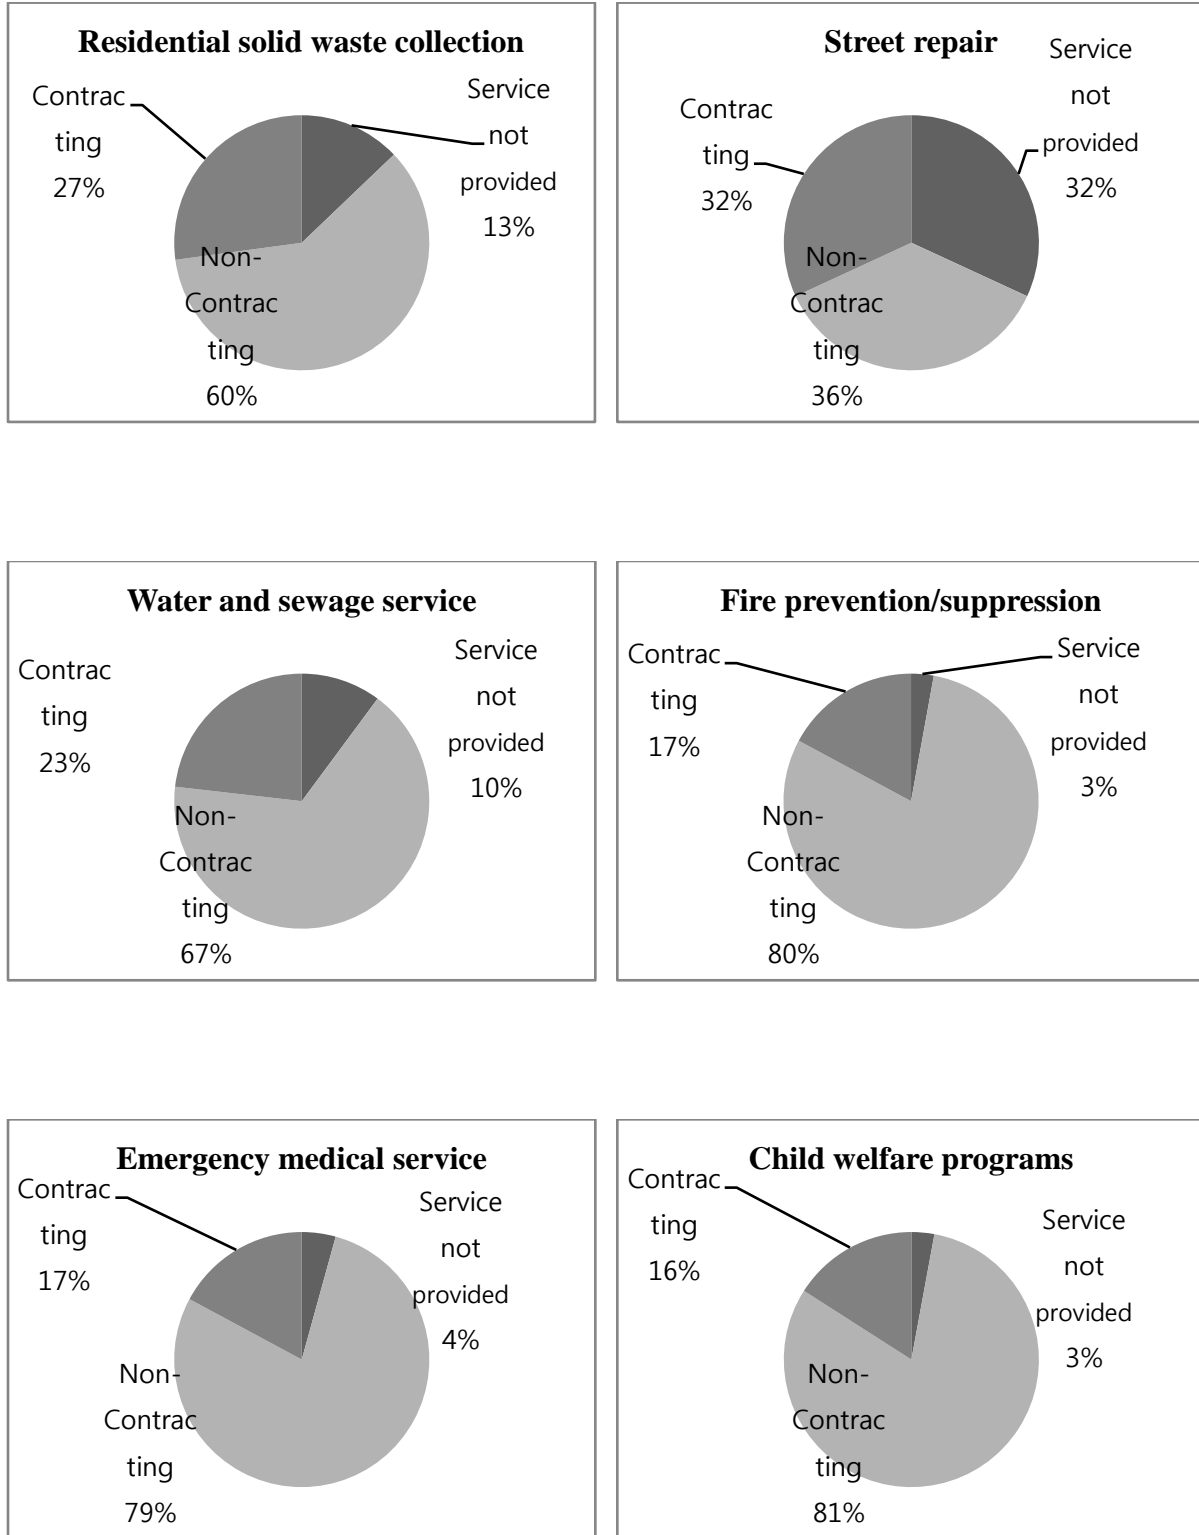 Residential solid waste collection
Contrac
ting
27%
Service
not
provided
13%
Non-
Contrac
ting
60%
Street repair
Contrac
ting
32%
Service
not
provided
32%
Non-
Contrac
ting
36%
Water and sewage service
Contrac
ting
23%
Service
not
provided
10%
Non-
Contrac
ting
67%
Fire prevention/suppression
Contrac
ting
17%
Service
not
provided
3%
Non-
Contrac
ting
80%
Emergency medical service
Contrac
ting
17%
Service
not
provided
4%
Non-
Contrac
ting
79%
Child welfare programs
Contrac
ting
16%
Service
not
provided
3%
Non-
Contrac
ting
81%